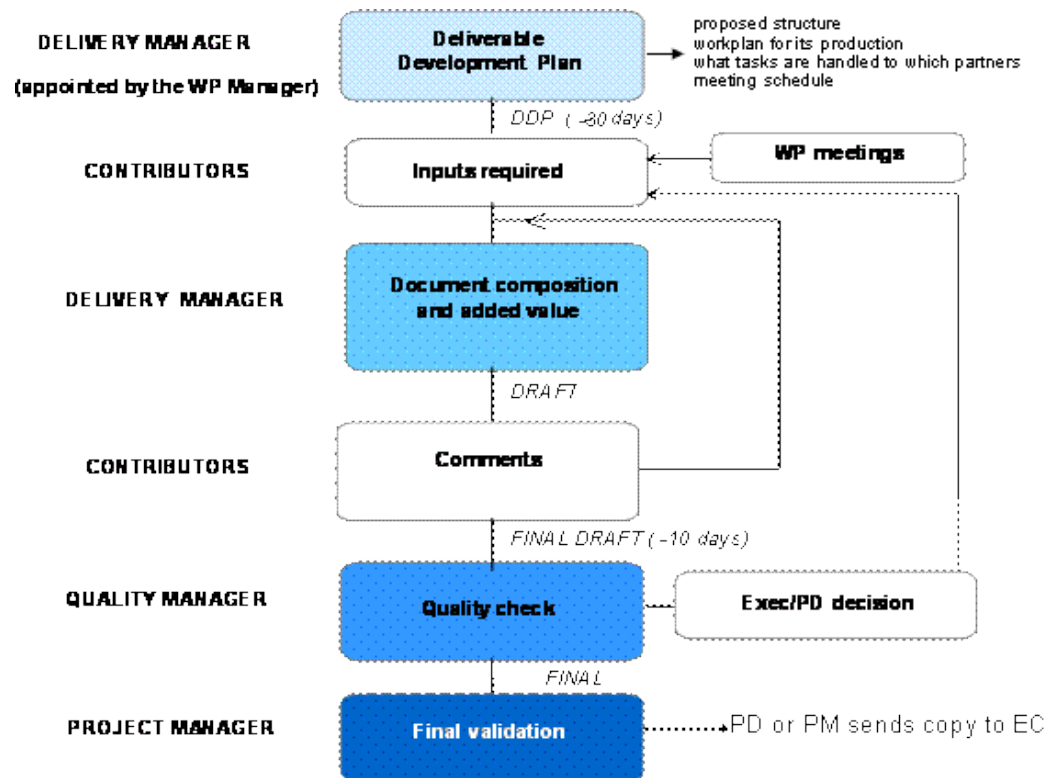 DELIVERY MANAGER
(appointed by the WP Manager)
Deliverable
Development Plan
proposed structure
workplan for its production
what tasks are handled to which partners
meeting schedule
DDP (-80 days)
CONTRIBUTORS
Inputs required
WP meetings
DELIVERY MANAGER
Document composition
and added value
DRAFT
CONTRIBUTORS
Comments
FINAL DRAFT (-10 days)
QUALITY MANAGER
Quality check
Exec/PD decision
FINAL
PROJECT MANAGER
Final validation
PD or PM sends copy to EC